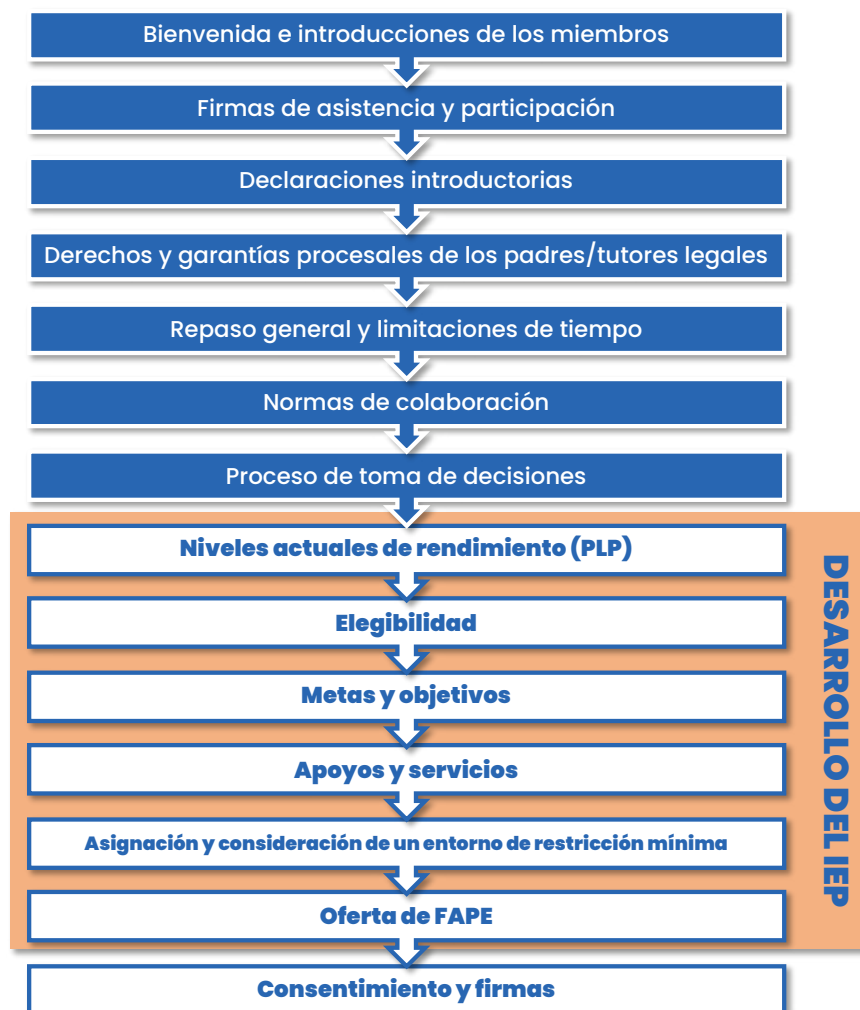 Bienvenida e introducciones de los miembros
Firmas de asistencia y participación
Declaraciones introductorias
Derechos y garantías procesales de los padres/tutores legales
Repaso general y limitaciones de tiempo
Normas de colaboración
Proceso de toma de decisiones
Niveles actuales de rendimiento (PLP)
Elegibilidad
Metas y objetivos
Apoyos y servicios
Asignación y consideración de un entorno de restricción mínima
Oferta de FAPE
DESARROLLO DEL IEP
Consentimiento y firmas